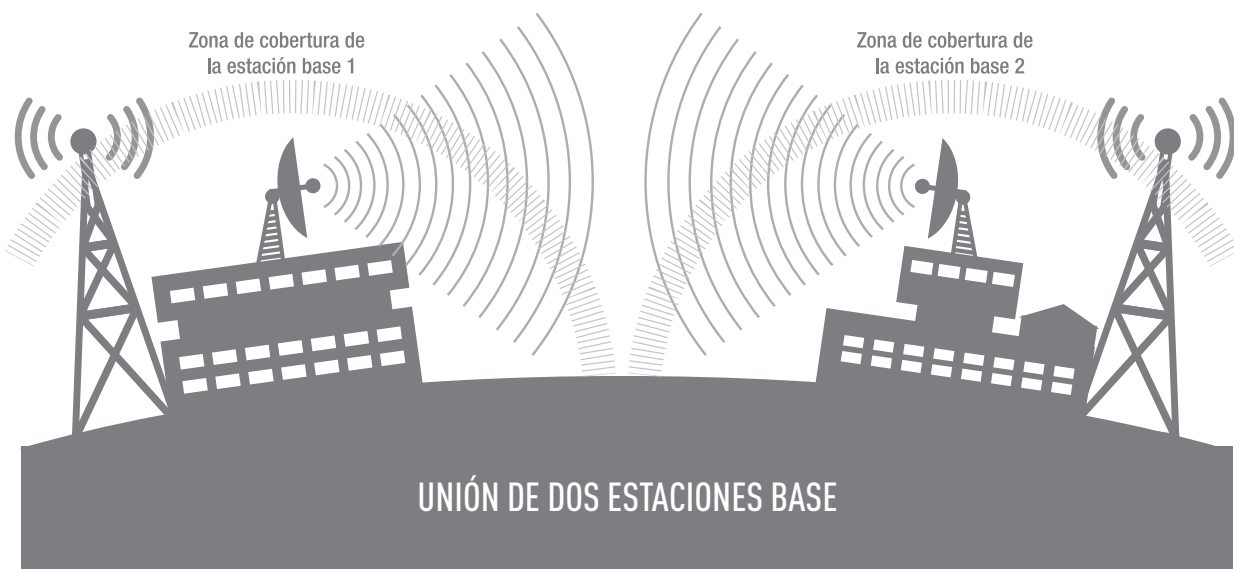 Zona de cobertura de
la estación base 1
Zona de cobertura de
la estación base 2
UNIÓN DE DOS ESTACIONES BASE